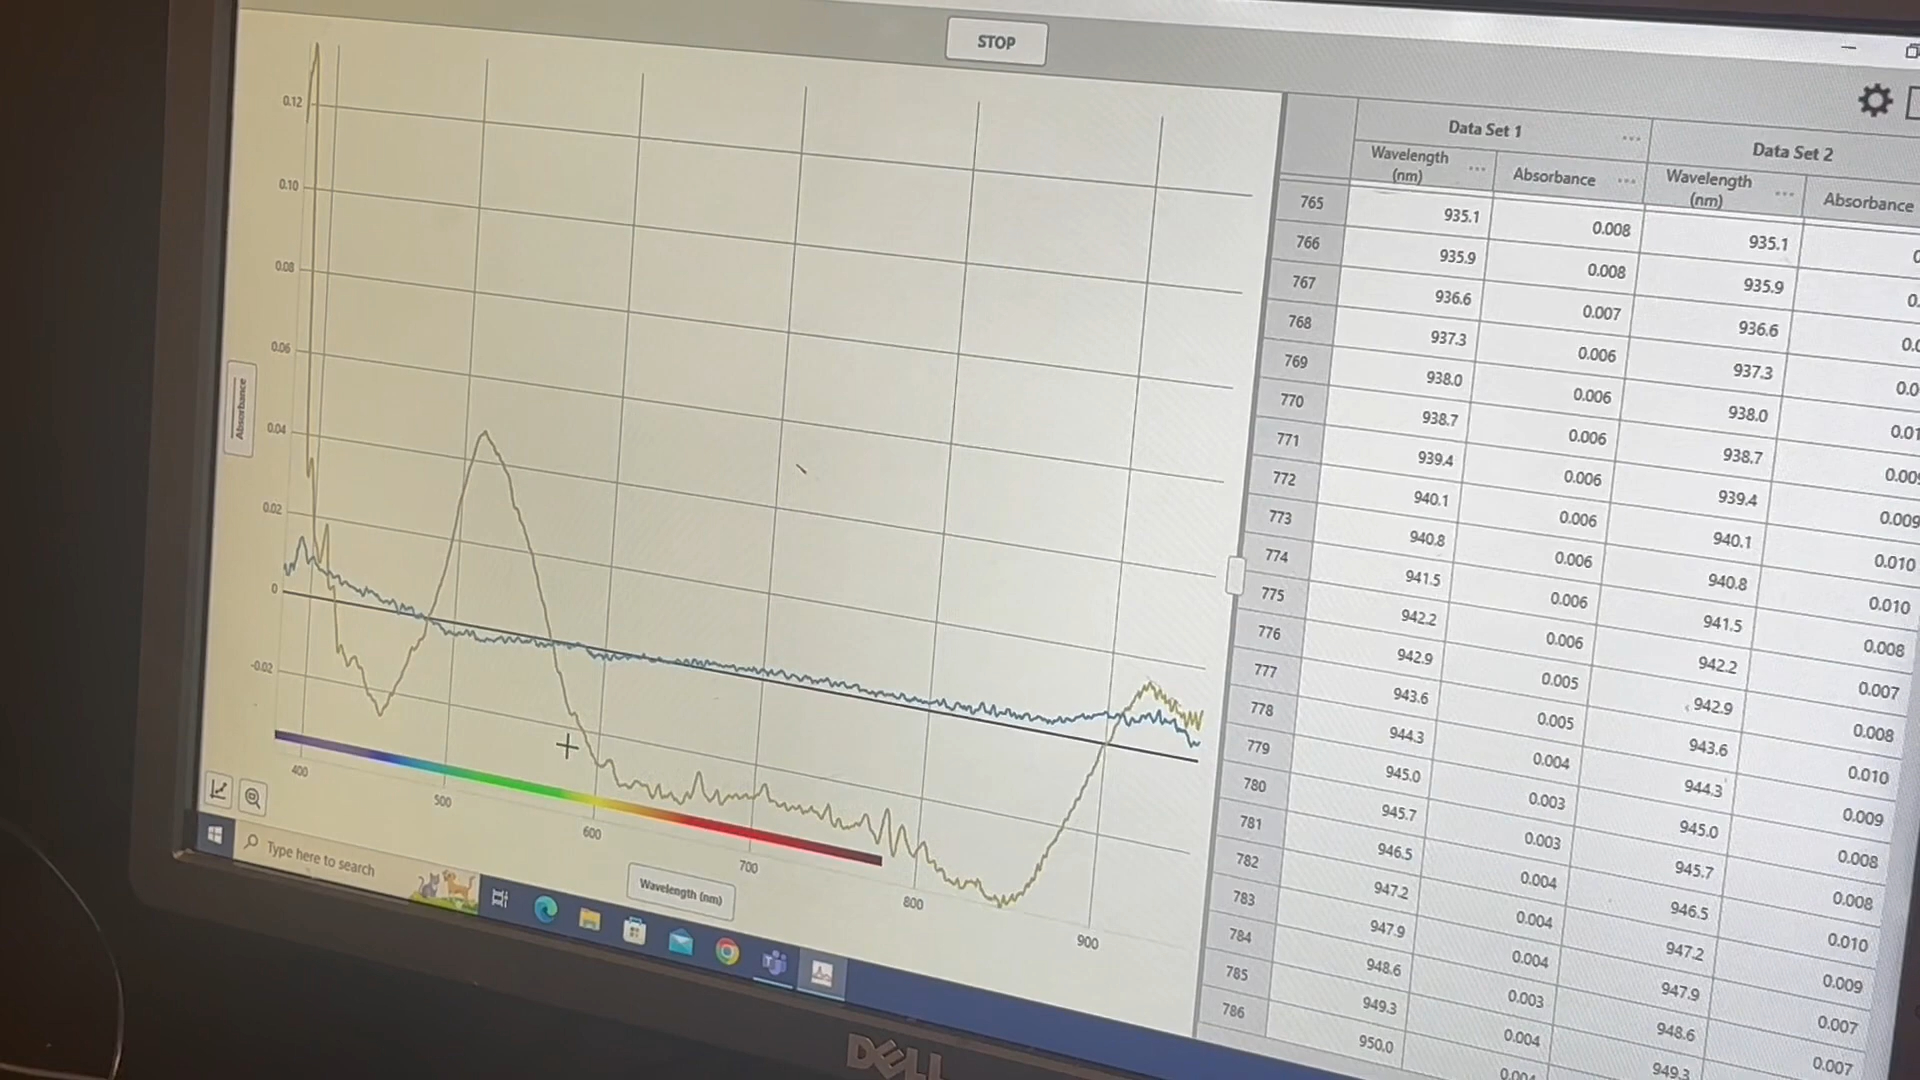 STOP
0.12
0.10
0.08
0.06
0.04
0.02
0
-0.02
Absorbance
400
500
600
700
800
900
Wavelength (nm)
Type here to search
DELL
Data Set 1 ... Data Set 2
Wavelength (nm) ... Absorbance ... Wavelength (nm) ... Absorbance
765 935.1 0.008 935.1
766 935.9 0.008 935.9
767 936.6 0.007 936.6
768 937.3 0.006 937.3
769 938.0 0.006 938.0
770 938.7 0.006 938.7
771 939.4 0.006 939.4 0.009
772 940.1 0.006 940.1 0.010
773 940.8 0.006 940.8 0.010
774 941.5 0.006 941.5 0.008
775 942.2 0.006 942.2 0.007
776 942.9 0.005 942.9 0.008
777 943.6 0.005 943.6 0.010
778 944.3 0.004 944.3 0.009
779 945.0 0.003 945.0 0.008
780 945.7 0.003 945.7 0.008
781 946.5 0.004 946.5 0.010
782 947.2 0.004 947.2 0.009
783 947.9 0.004 947.9 0.007
784 948.6 0.003 948.6 0.007
785 949.3 0.004 949.3
786 950.0 0.004